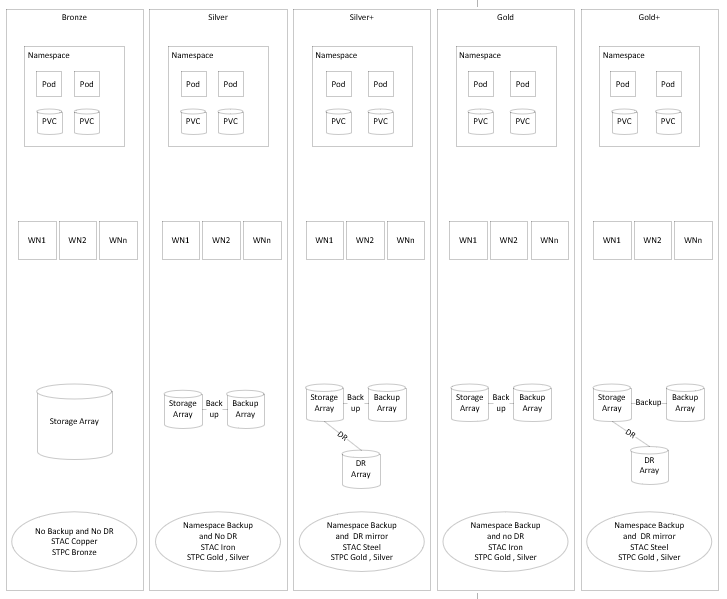 Bronze
Namespace
Pod Pod
PVC PVC
WN1 WN2 WNn
Storage Array
No Backup and No DR
STAC Copper
STPC Bronze
Silver
Namespace
Pod Pod
PVC PVC
WN1 WN2 WNn
Storage
Array
Back
up
Backup
Array
Namespace Backup
and No DR
STAC Iron
STPC Gold , Silver
Silver+
Namespace
Pod Pod
PVC PVC
WN1 WN2 WNn
Storage
Array
Back
up
Backup
Array
DR
DR
Array
Namespace Backup
and  DR mirror
STAC Steel
STPC Gold , Silver
Gold
Namespace
Pod Pod
PVC PVC
WN1 WN2 WNn
Storage
Array
Back
up
Backup
Array
Namespace Backup
and no DR
STAC Iron
STPC Gold , Silver
Gold+
Namespace
Pod Pod
PVC PVC
WN1 WN2 WNn
Storage
Array
Backup
Backup
Array
DR
DR
Array
Namespace Backup
and  DR mirror
STAC Steel
STPC Gold , Silver